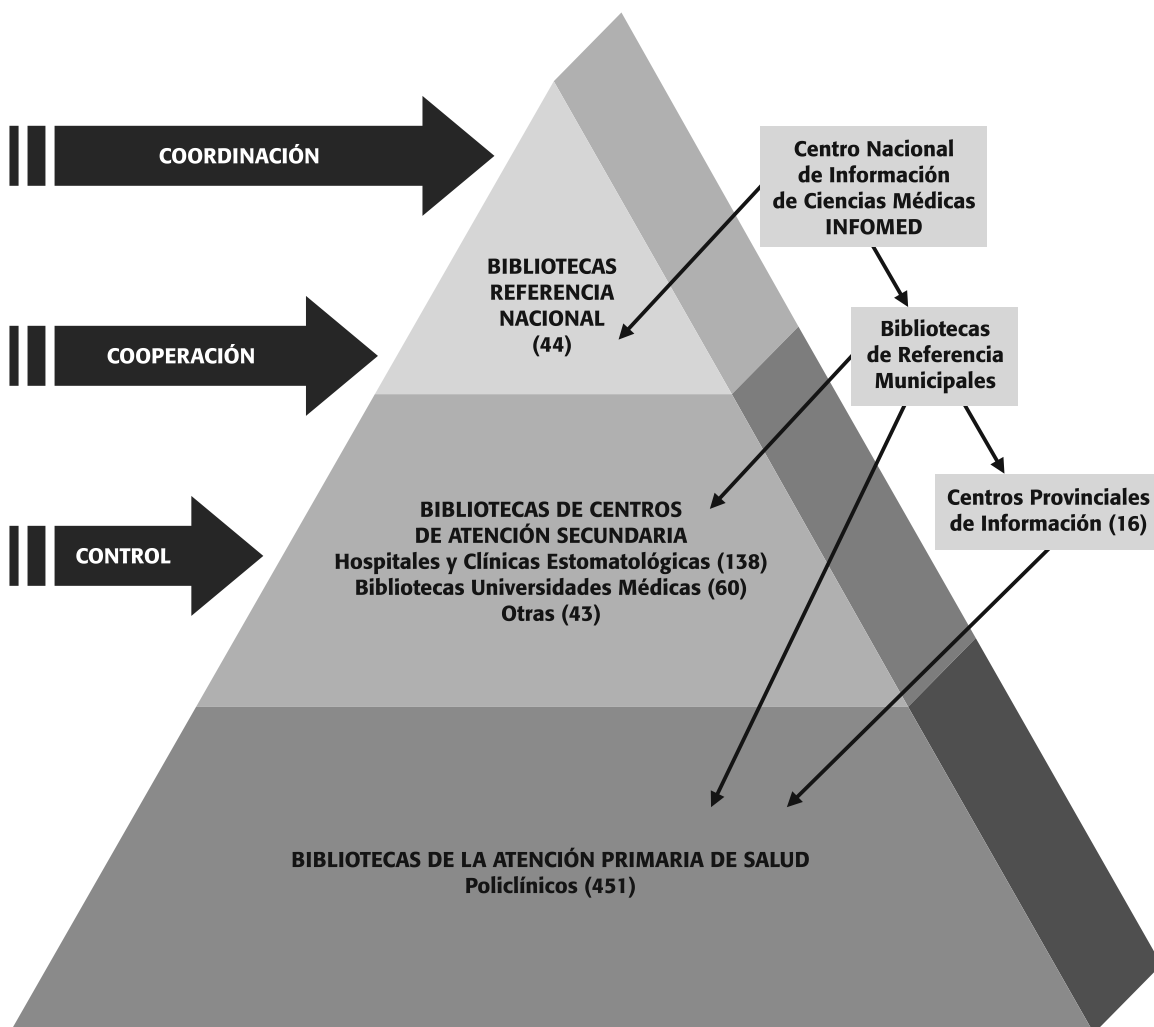 COORDINACIÓN
COOPERACIÓN
CONTROL
BIBLIOTECAS
REFERENCIA
NACIONAL
(44)
BIBLIOTECAS DE CENTROS
DE ATENCIÓN SECUNDARIA
Hospitales y Clínicas Estomatológicas (138)
Bibliotecas Universidades Médicas (60)
Otras (43)
BIBLIOTECAS DE LA ATENCIÓN PRIMARIA DE SALUD
Policlínicos (451)
Centro Nacional
de Información
de Ciencias Médicas
INFOMED
Bibliotecas
de Referencia
Municipales
Centros Provinciales
de Información (16)